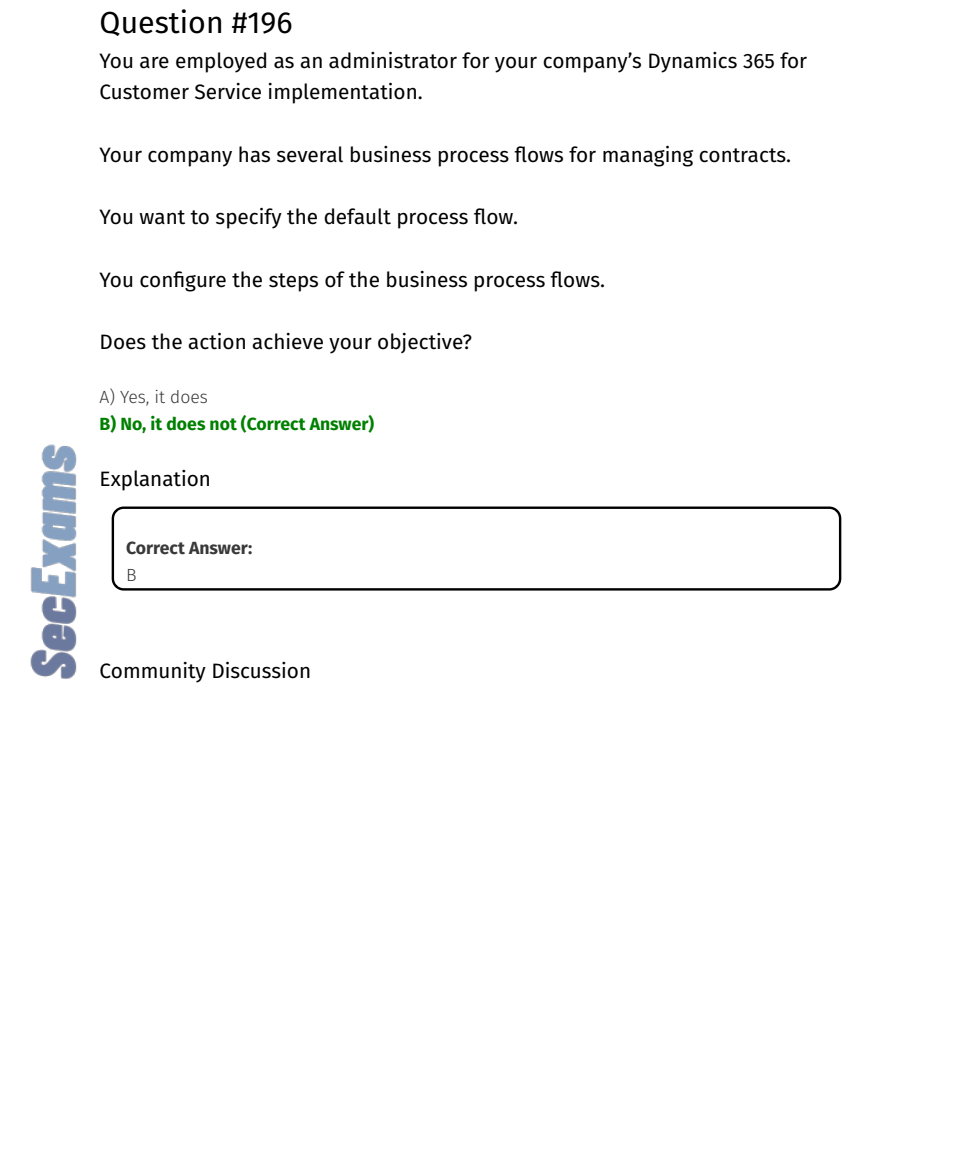 Question #196
You are employed as an administrator for your company’s Dynamics 365 for
Customer Service implementation.
Your company has several business process flows for managing contracts.
You want to specify the default process flow.
You configure the steps of the business process flows.
Does the action achieve your objective?
A) Yes, it does
B) No, it does not (Correct Answer)
Explanation
Correct Answer:
B
Community Discussion
SecExams